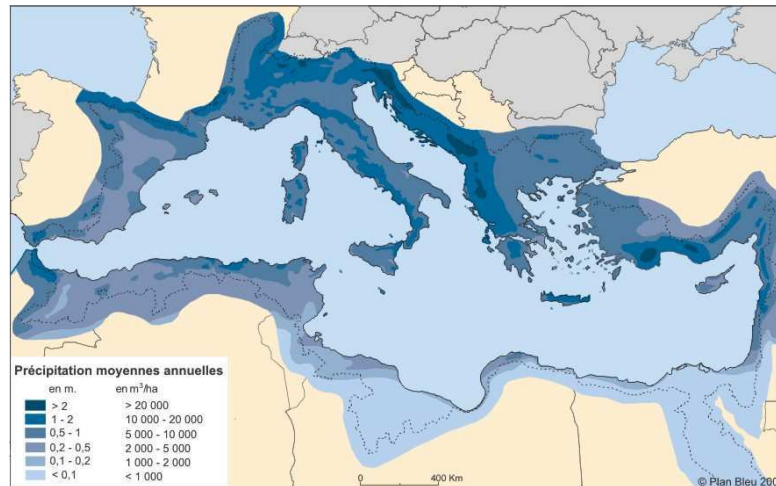 Précipitation moyennes annuelles
en m. en m³/ha
> 2 > 20 000
1 - 2 10 000 - 20 000
0,5 - 1 5 000 - 10 000
0,2 - 0,5 2 000 - 5 000
0,1 - 0,2 1 000 - 2 000
< 0,1 < 1 000
0 400 Km
© Plan Bleu